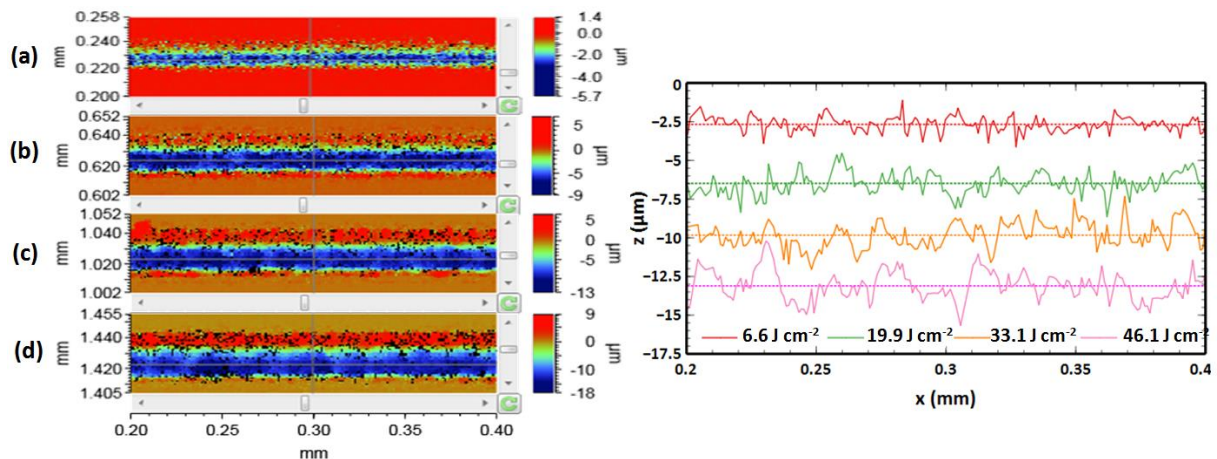 (a)
0.258
0.240
0.220
0.200
mm
1.4
0.0
-2.0
-4.0
-5.7
µm
(b)
0.652
0.640
0.620
0.602
mm
5
0
-5
-9
µm
(c)
1.052
1.040
1.020
1.002
mm
5
0
-5
-13
µm
(d)
1.455
1.440
1.420
1.405
mm
9
0
-10
-18
µm
0.20 0.25 0.30 0.35 0.40
mm
0
−2.5
−5
−7.5
−10
−12.5
−15
−17.5
z (µm)
6.6 J cm⁻² 19.9 J cm⁻² 33.1 J cm⁻² 46.1 J cm⁻²
0.2 0.25 0.3 0.35 0.4
x (mm)